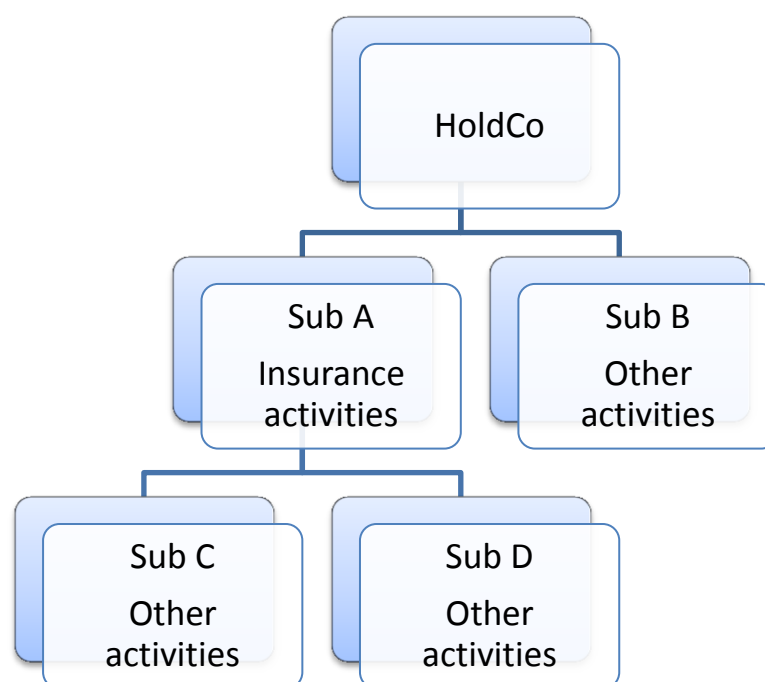 HoldCo
Sub A
Insurance
activities
Sub B
Other
activities
Sub C
Other
activities
Sub D
Other
activities